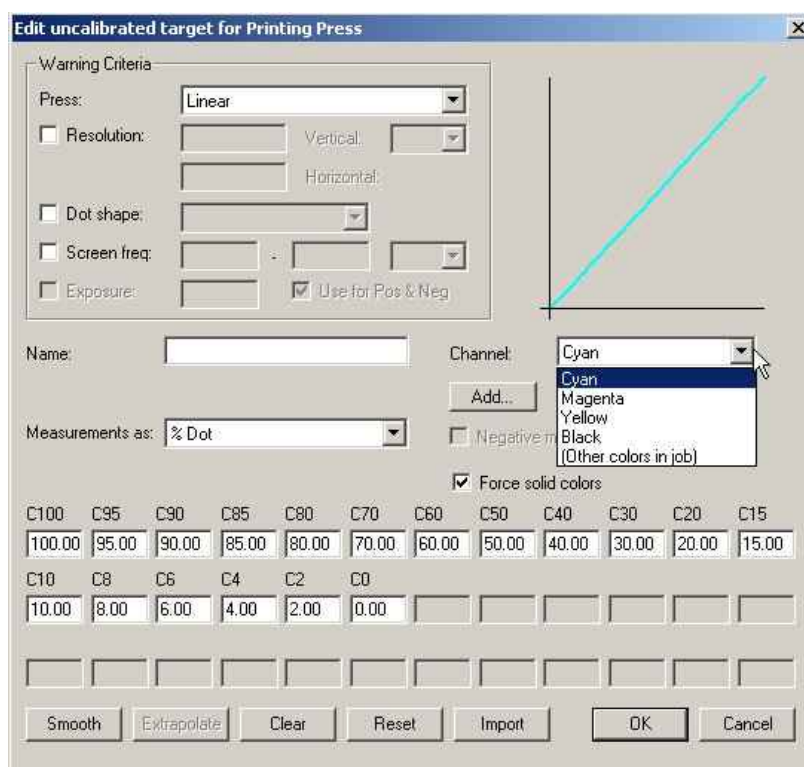 Edit uncalibrated target for Printing Press
Warning Criteria
Press: Linear
Resolution: Vertical:
Horizontal:
Dot shape:
Screen freq: -
Exposure: Use for Pos & Neg
Name: Channel: Cyan
Cyan
Add... Magenta
Yellow
Measurements as: % Dot Negative m Black
(Other colors in job)
Force solid colors
C100 C95 C90 C85 C80 C70 C60 C50 C40 C30 C20 C15
100.00 95.00 90.00 85.00 80.00 70.00 60.00 50.00 40.00 30.00 20.00 15.00
C10 C8 C6 C4 C2 C0
10.00 8.00 6.00 4.00 2.00 0.00
Smooth Extrapolate Clear Reset Import OK Cancel